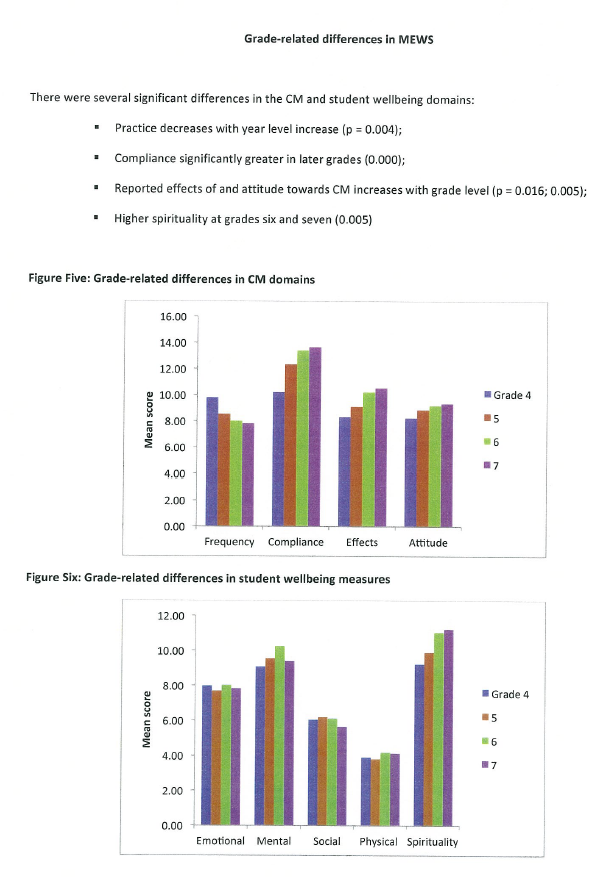 Grade-related differences in MEWS
There were several significant differences in the CM and student wellbeing domains:
▪ Practice decreases with year level increase (p = 0.004);
▪ Compliance significantly greater in later grades (0.000);
▪ Reported effects of and attitude towards CM increases with grade level (p = 0.016; 0.005);
▪ Higher spirituality at grades six and seven (0.005)
Figure Five: Grade-related differences in CM domains
16.00
14.00
12.00
10.00
8.00
6.00
4.00
2.00
0.00
Mean score
Frequency Compliance Effects Attitude
Grade 4
5
6
7
Figure Six: Grade-related differences in student wellbeing measures
12.00
10.00
8.00
6.00
4.00
2.00
0.00
Mean score
Emotional Mental Social Physical Spirituality
Grade 4
5
6
7